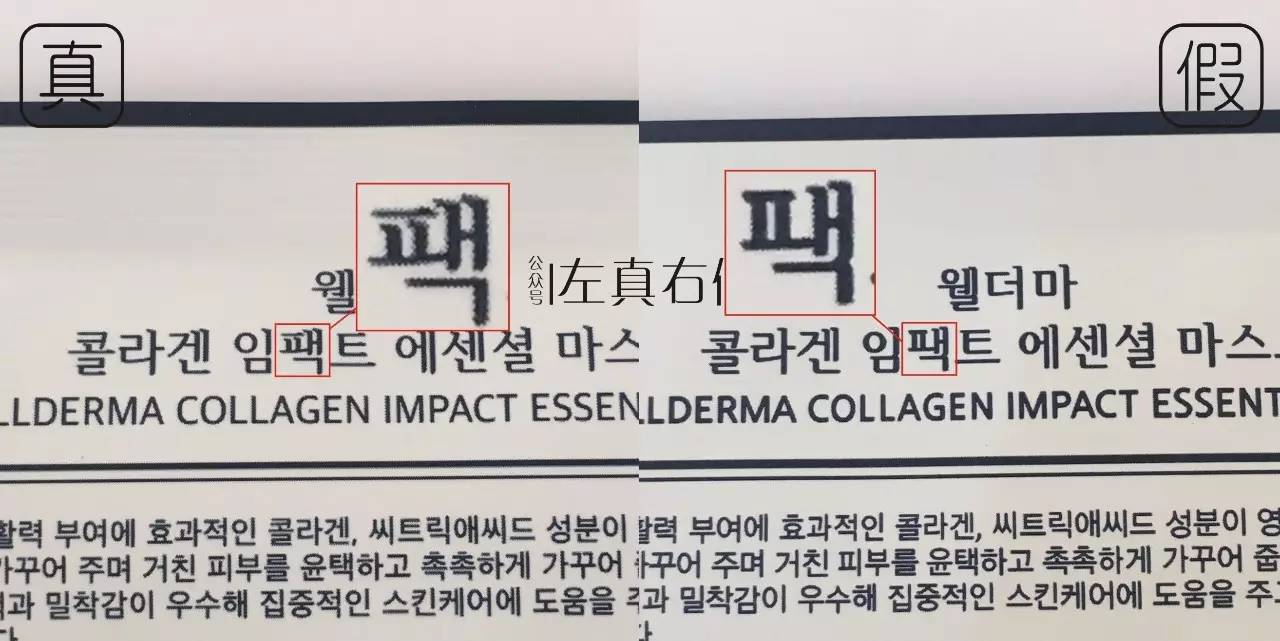 真
假
팩
팩
公众号
左真右
웰
웰더마
콜라겐 임팩트 에센셜 마스
콜라겐 임팩트 에센셜 마스
LLDERMA COLLAGEN IMPACT ESSEN
LLDERMA COLLAGEN IMPACT ESSENT
활력 부여에 효과적인 콜라겐, 씨트릭애씨드 성분이
활력 부여에 효과적인 콜라겐, 씨트릭애씨드 성분이 영
가꾸어 주며 거친 피부를 윤택하고 촉촉하게 가꾸어
가꾸어 주며 거친 피부를 윤택하고 촉촉하게 가꾸어 줍
과 밀착감이 우수해 집중적인 스킨케어에 도움을 주
과 밀착감이 우수해 집중적인 스킨케어에 도움을 주